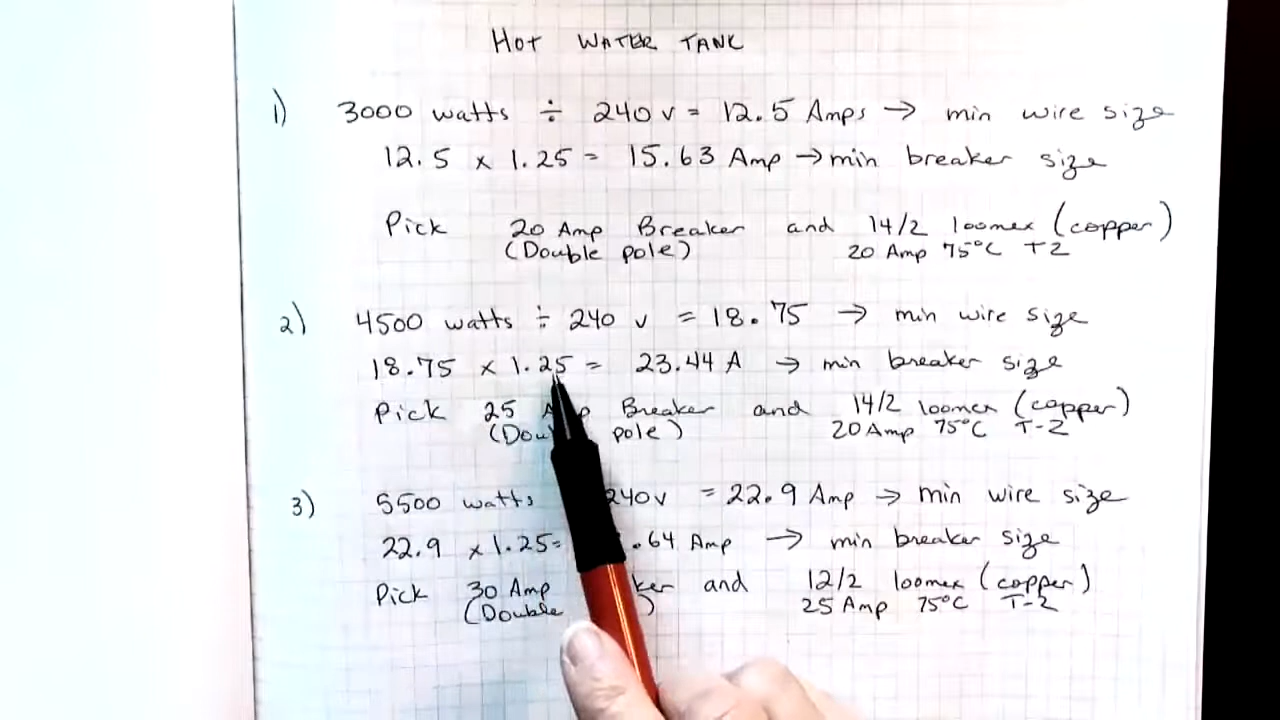 Hot WATER TANK
1) 3000 watts ÷ 240 v = 12.5 Amps → min wire size
12.5 x 1.25 = 15.63 Amp → min breaker size
Pick 20 Amp Breaker and 14/2 loomex (copper)
(Double pole) 20 Amp 75°C T2
2) 4500 watts ÷ 240 v = 18.75 → min wire size
18.75 x 1.25 = 23.44 A → min breaker size
Pick 25 Breaker and 14/2 loomex (copper)
pole) 20 Amp 75°C T-2
3) 5500 watts 240v = 22.9 Amp → min wire size
22.9 x 1.25= .64 Amp → min breaker size
Pick 30 Amp and 12/2 loomex (copper)
(Double 25 Amp 75°C T-2